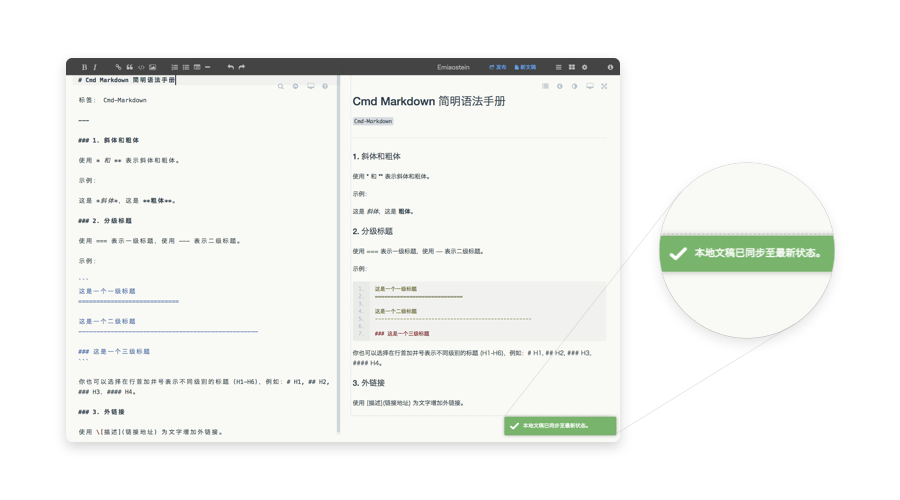 B I
Emiaostein
发布
新文稿
# Cmd Markdown 简明语法手册
标签： Cmd-Markdown
---
### 1. 斜体和粗体
使用 * 和 ** 表示斜体和粗体。
示例：
这是 *斜体*，这是 **粗体**。
### 2. 分级标题
使用 === 表示一级标题，使用 --- 表示二级标题。
示例：
```
这是一个一级标题
============================
这是一个二级标题
--------------------------------------------------
### 这是一个三级标题
```
你也可以选择在行首加井号表示不同级别的标题 (H1-H6)，例如：# H1, ## H2,
### H3，#### H4。
### 3. 外链接
使用 \[描述](链接地址) 为文字增加外链接。
Cmd Markdown 简明语法手册
Cmd-Markdown
1. 斜体和粗体
使用 * 和 ** 表示斜体和粗体。
示例：
这是 斜体，这是 粗体。
2. 分级标题
使用 === 表示一级标题，使用 --- 表示二级标题。
示例：
1. 这是一个一级标题
2. ============================
3.
4. 这是一个二级标题
5. --------------------------------------------------
6.
7. ### 这是一个三级标题
你也可以选择在行首加井号表示不同级别的标题 (H1-H6)，例如：# H1, ## H2, ### H3，
#### H4。
3. 外链接
使用 [描述](链接地址) 为文字增加外链接。
本地文稿已同步至最新状态。
本地文稿已同步至最新状态。